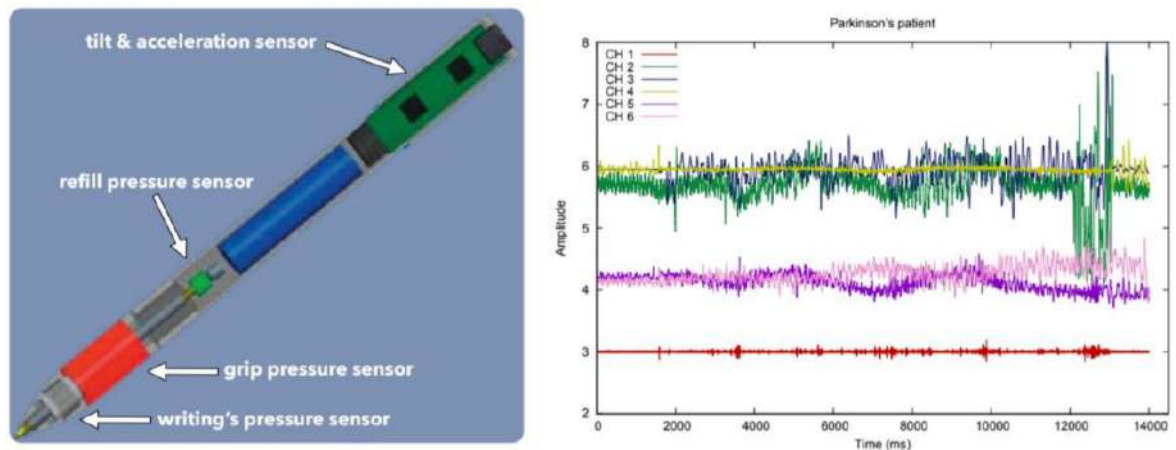 tilt & acceleration sensor
refill pressure sensor
grip pressure sensor
writing's pressure sensor
Parkinson's patient
8
7
6
5
4
3
2
Amplitude
CH 1
CH 2
CH 3
CH 4
CH 5
CH 6
0 2000 4000 6000 8000 10000 12000 14000
Time (ms)